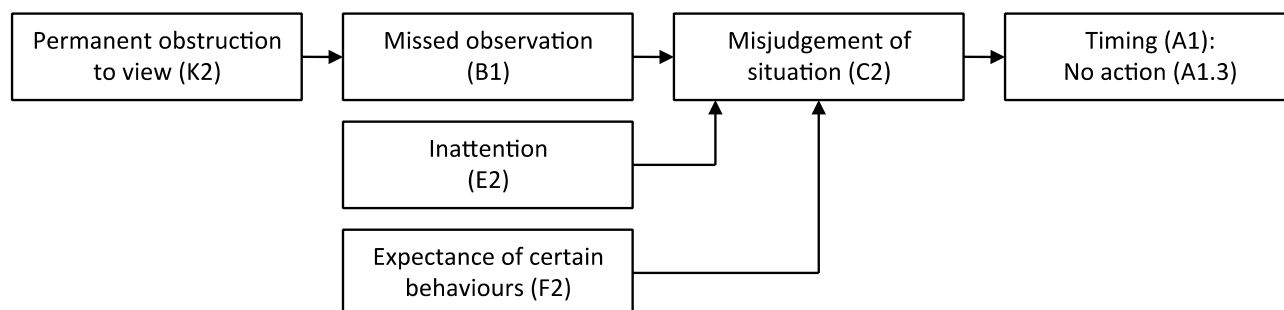 Permanent obstruction
to view (K2)
Missed observation
(B1)
Misjudgement of
situation (C2)
Timing (A1):
No action (A1.3)
Inattention
(E2)
Expectance of certain
behaviours (F2)